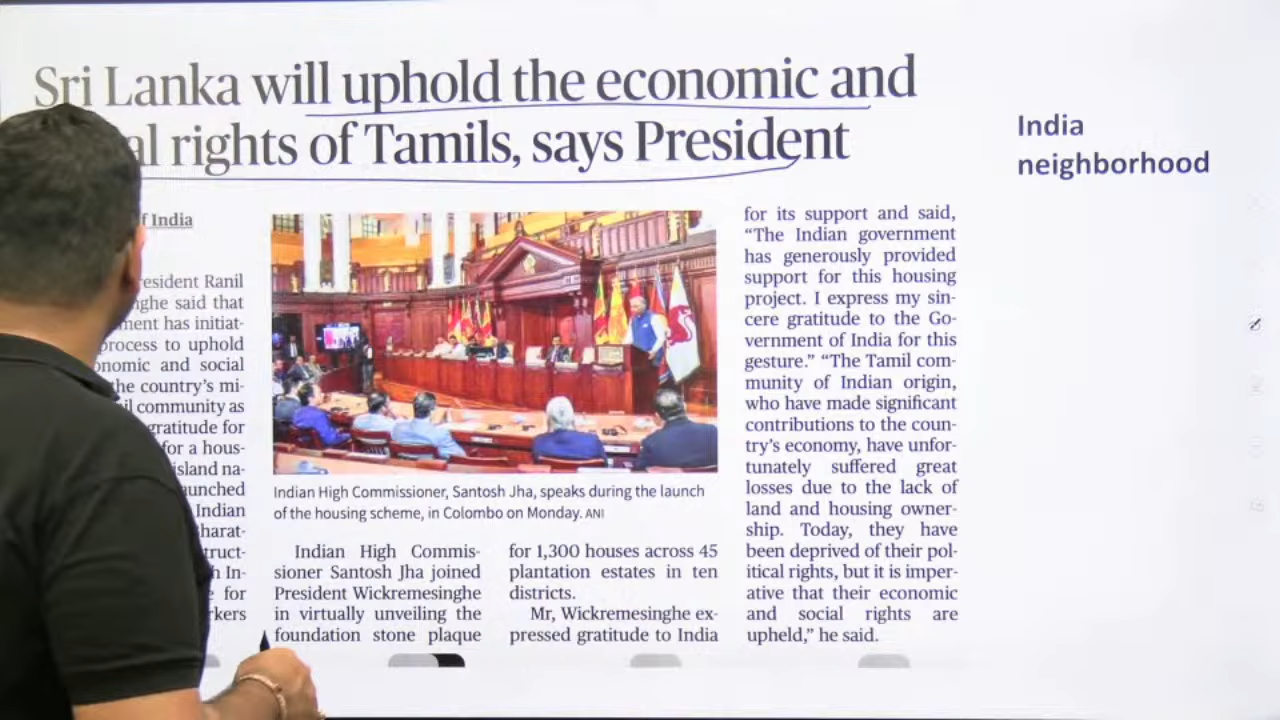 Sri Lanka will uphold the economic and
al rights of Tamils, says President
India
neighborhood
f India
resident Ranil
nghe said that
ment has initiat-
process to uphold
onomic and social
the country's mi-
il community as
gratitude for
for a hous-
island na-
aunched
Indian
harat-
truct-
h In-
e for
rkers
Indian High Commissioner, Santosh Jha, speaks during the launch
of the housing scheme, in Colombo on Monday. ANI
Indian High Commis-
sioner Santosh Jha joined
President Wickremesinghe
in virtually unveiling the
foundation stone plaque
for 1,300 houses across 45
plantation estates in ten
districts.
Mr, Wickremesinghe ex-
pressed gratitude to India
for its support and said,
“The Indian government
has generously provided
support for this housing
project. I express my sin-
cere gratitude to the Go-
vernment of India for this
gesture.” “The Tamil com-
munity of Indian origin,
who have made significant
contributions to the coun-
try's economy, have unfor-
tunately suffered great
losses due to the lack of
land and housing owner-
ship. Today, they have
been deprived of their pol-
itical rights, but it is imper-
ative that their economic
and social rights are
upheld,” he said.